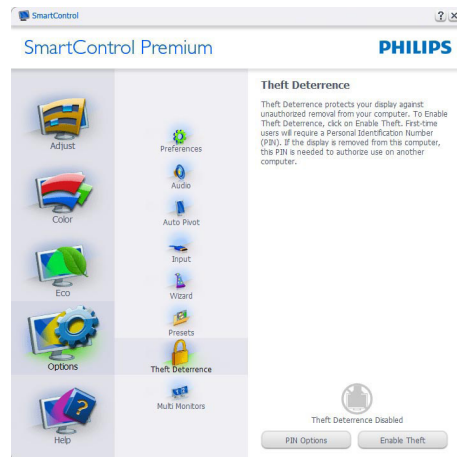 SmartControl
? x
SmartControl Premium
PHILIPS
Adjust
Color
Eco
Options
Help
Preferences
Audio
Auto Pivot
Input
Wizard
Presets
Theft Deterrence
Multi Monitors
Theft Deterrence
Theft Deterrence protects your display against
unauthorized removal from your computer. To Enable
Theft Deterrence, click on Enable Theft. First-time
users will require a Personal Identification Number
(PIN). If the display is removed from this computer,
this PIN is needed to authorize use on another
computer.
Theft Deterrence Disabled
PIN Options
Enable Theft